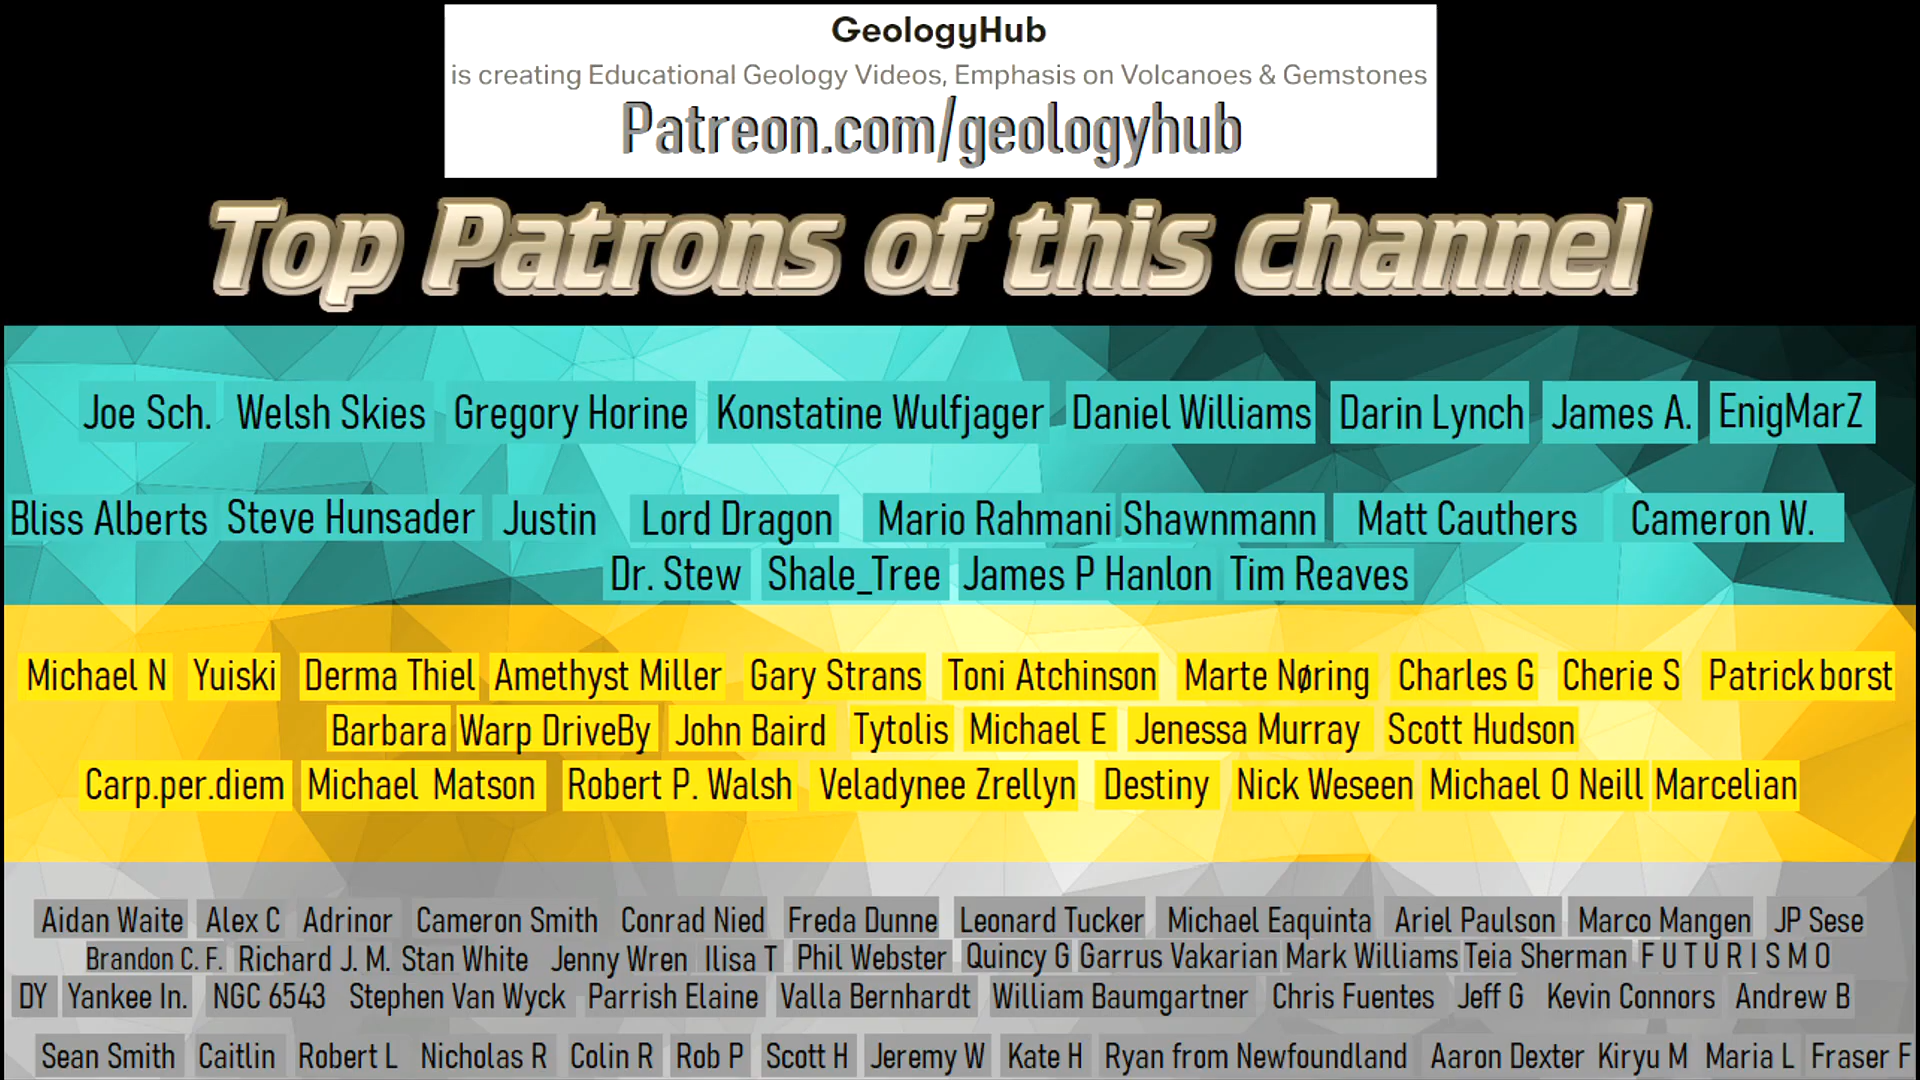 GeologyHub
is creating Educational Geology Videos, Emphasis on Volcanoes & Gemstones
Patreon.com/geologyhub
Top Patrons of this channel
Joe Sch. Welsh Skies Gregory Horine Konstatine Wulfjager Daniel Williams Darin Lynch James A. EnigMarZ
Bliss Alberts Steve Hunsader Justin Lord Dragon Mario Rahmani Shawnmann Matt Cauthers Cameron W.
Dr. Stew Shale_Tree James P Hanlon Tim Reaves
Michael N Yuiski Derma Thiel Amethyst Miller Gary Strans Toni Atchinson Marte Nøring Charles G Cherie S Patrick borst
Barbara Warp DriveBy John Baird Tytolis Michael E Jenessa Murray Scott Hudson
Carp.per.diem Michael Matson Robert P. Walsh Veladynee Zrellyn Destiny Nick Weseen Michael O Neill Marcelian
Aidan Waite Alex C Adrinor Cameron Smith Conrad Nied Freda Dunne Leonard Tucker Michael Eaquinta Ariel Paulson Marco Mangen JP Sese
Brandon C. F. Richard J. M. Stan White Jenny Wren Ilisa T Phil Webster Quincy G Garrus Vakarian Mark Williams Teia Sherman F U T U R I S M O
DY Yankee In. NGC 6543 Stephen Van Wyck Parrish Elaine Valla Bernhardt William Baumgartner Chris Fuentes Jeff G Kevin Connors Andrew B
Sean Smith Caitlin Robert L Nicholas R Colin R Rob P Scott H Jeremy W Kate H Ryan from Newfoundland Aaron Dexter Kiryu M Maria L Fraser F